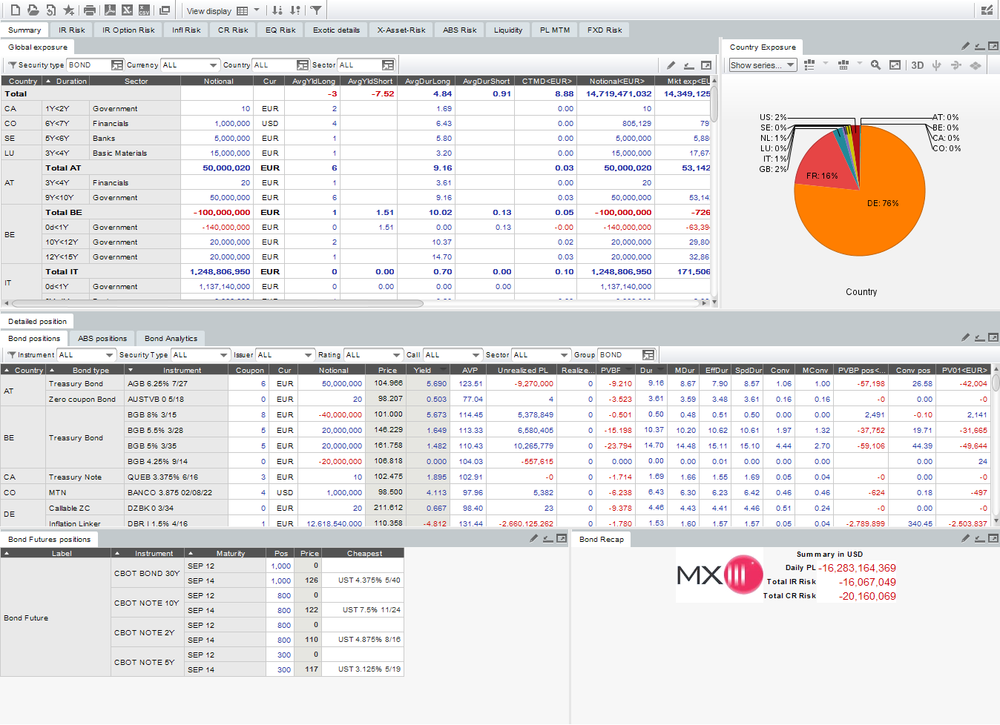 View display
Summary IR Risk IR Option Risk Infl Risk CR Risk EQ Risk Exotic details X-Asset-Risk ABS Risk Liquidity PL MTM FXD Risk
Global exposure
Security type BOND Currency ALL Country ALL Sector ALL
Country Duration Sector Notional Cur AvgYldLong AvgYldShort AvgDurLong AvgDurShort CTMD<EUR> Notional<EUR> Mkt exp<EU
Total -3 -7.52 4.84 0.91 8.88 14,719,471,032 14,349,125
CA 1Y<2Y Government 10 EUR 2 1.69 0.00 10
CO 6Y<7Y Financials 1,000,000 USD 4 6.43 0.00 805,129 79
SE 5Y<6Y Banks 5,000,000 EUR 1 5.80 0.00 5,000,000 5,88
LU 3Y<4Y Basic Materials 15,000,000 EUR 1 3.20 0.00 15,000,000 17,67
AT
Total AT 50,000,020 EUR 6 9.16 0.03 50,000,020 53,142
3Y<4Y Financials 20 EUR 1 3.61 0.00 20
9Y<10Y Government 50,000,000 EUR 6 9.16 0.03 50,000,000 53,14
BE
Total BE -100,000,000 EUR 1 1.51 10.02 0.13 0.05 -100,000,000 -726
0d<1Y Government -140,000,000 EUR 0 1.51 0.00 0.13 -0.00 -140,000,000 -63,39
10Y<12Y Government 20,000,000 EUR 2 10.37 0.02 20,000,000 29,80
12Y<15Y Government 20,000,000 EUR 1 14.70 0.03 20,000,000 32,86
IT
Total IT 1,248,806,950 EUR 0 0.00 0.70 0.00 0.10 1,248,806,950 171,506
0d<1Y Government 1,137,140,000 EUR 0 0.00 0.00 0.00 1,137,140,000
Country Exposure
Show series... 3D
US: 2%
SE: 0%
NL: 1%
LU: 0%
IT: 1%
GB: 2%
AT: 0%
BE: 0%
CA: 0%
CO: 0%
FR: 16%
DE: 76%
Country
Detailed position
Bond positions ABS positions Bond Analytics
Instrument ALL Security Type ALL Issuer ALL Rating ALL Call ALL Sector ALL Group BOND
Country Bond type Instrument Coupon Cur Notional Price Yield AVP Unrealized PL Realize... PVBF Dur MDur EffDur SpdDur Conv MConv PVBP pos<... Conv pos PV01<EUR>
AT Treasury Bond AGB 6.25% 7/27 6 EUR 50,000,000 104.966 5.690 123.51 -9,270,000 0 -9.210 9.16 8.67 7.90 8.57 1.06 1.00 -57,198 26.58 -42,004
Zero coupon Bond AUSTVB 0 5/18 0 EUR 20 98.207 0.503 77.04 4 0 -3.523 3.61 3.59 3.48 3.61 0.16 0.16 -0 0.00 -0
BE Treasury Bond BGB 8% 3/15 8 EUR -40,000,000 101.000 5.673 114.45 5,378,849 0 -0.501 0.50 0.48 0.51 0.50 0.00 0.00 2,491 -0.10 2,141
BGB 5.5% 3/28 5 EUR 20,000,000 146.229 1.649 113.33 6,580,405 0 -15.198 10.37 10.20 10.62 10.61 1.97 1.32 -37,752 19.71 -31,665
BGB 5% 3/35 5 EUR 20,000,000 161.758 1.482 110.43 10,265,779 0 -23.794 14.70 14.48 15.11 15.10 4.44 2.70 -59,106 44.39 -49,644
BGB 4.25% 9/14 0 EUR -20,000,000 106.818 0.000 104.03 -557,615 0 0.000 0.00 0.00 0.01 0.00 0.00 0.00 0.00 24
CA Treasury Note QUEB 3.375% 6/16 3 EUR 10 102.475 1.895 102.91 -0 0 -1.714 1.69 1.66 1.55 1.69 0.05 0.04 -0 0.00 -0
CO MTN BANCO 3.875 02/08/22 4 USD 1,000,000 98.500 4.113 97.96 5,382 0 -6.238 6.43 6.30 6.23 6.42 0.46 0.46 -624 0.18 -497
DE Callable ZC DZBK 0 3/34 0 EUR 20 211.612 0.667 98.40 23 0 -9.378 4.46 4.43 4.41 4.46 0.51 0.24 -0 0.00 -0
Inflation Linker DBR I 1.5% 4/16 1 EUR 12,618,540,000 110.358 -4.812 131.44 -2,660,125,262 0 -1.780 1.53 1.60 1.57 1.57 0.05 0.04 -2,789,899 340.45 -2,503,837
Bond Futures positions
Label Instrument Maturity Pos Price Cheapest
Bond Future
CBOT BOND 30Y SEP 12 1,000 0
SEP 14 1,000 126 UST 4.375% 5/40
CBOT NOTE 10Y SEP 12 800 0
SEP 14 800 122 UST 7.5% 11/24
CBOT NOTE 2Y SEP 12 800 0
SEP 14 800 110 UST 4.875% 8/16
CBOT NOTE 5Y SEP 12 300 0
SEP 14 300 117 UST 3.125% 5/19
Bond Recap
MX
Summary in USD
Daily PL -16,283,164,369
Total IR Risk -16,067,049
Total CR Risk -20,160,069